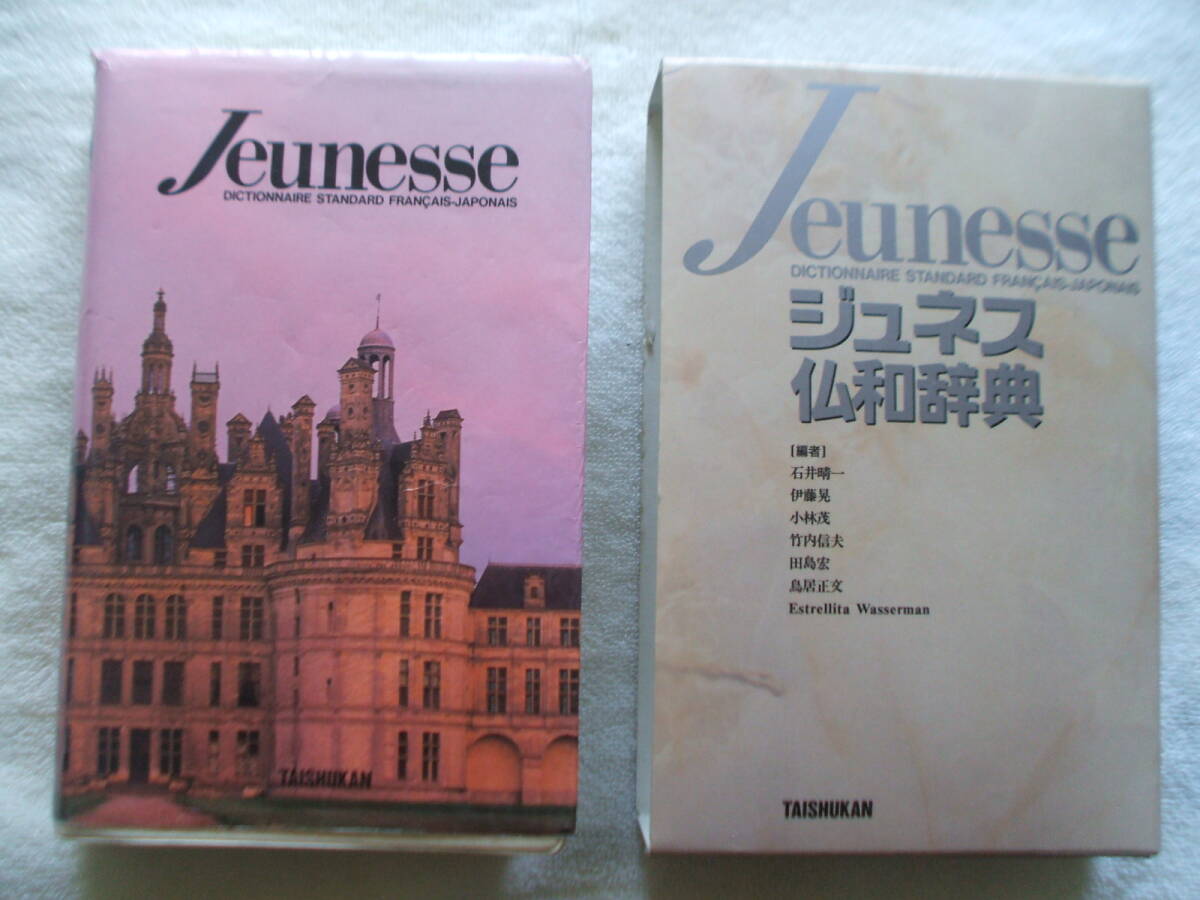 Jeunesse
DICTIONNAIRE STANDARD FRANÇAIS-JAPONAIS
TAISHUKAN
Jeunesse
DICTIONNAIRE STANDARD FRANÇAIS-JAPONAIS
ジュネス
仏和辞典
[編者]
石井晴一
伊藤晃
小林茂
竹内信夫
田島宏
鳥居正文
Estrellita Wasserman
TAISHUKAN